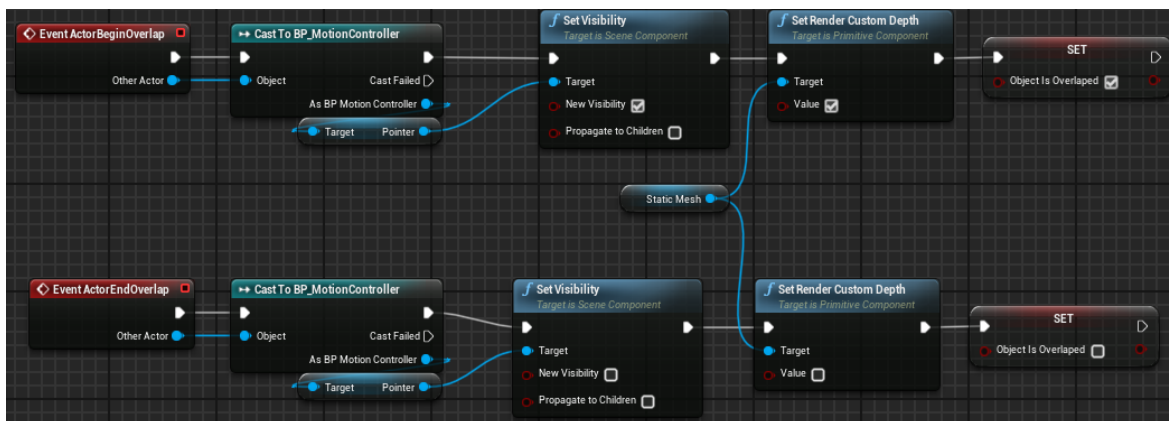 Event ActorBeginOverlap
Other Actor
Cast To BP_MotionController
Object
Cast Failed
As BP Motion Controller
Target Pointer
Set Visibility
Target is Scene Component
Target
New Visibility
Propagate to Children
Set Render Custom Depth
Target is Primitive Component
Target
Value
SET
Object Is Overlaped
Static Mesh
Event ActorEndOverlap
Other Actor
Cast To BP_MotionController
Object
Cast Failed
As BP Motion Controller
Target Pointer
Set Visibility
Target is Scene Component
Target
New Visibility
Propagate to Children
Set Render Custom Depth
Target is Primitive Component
Target
Value
SET
Object Is Overlaped